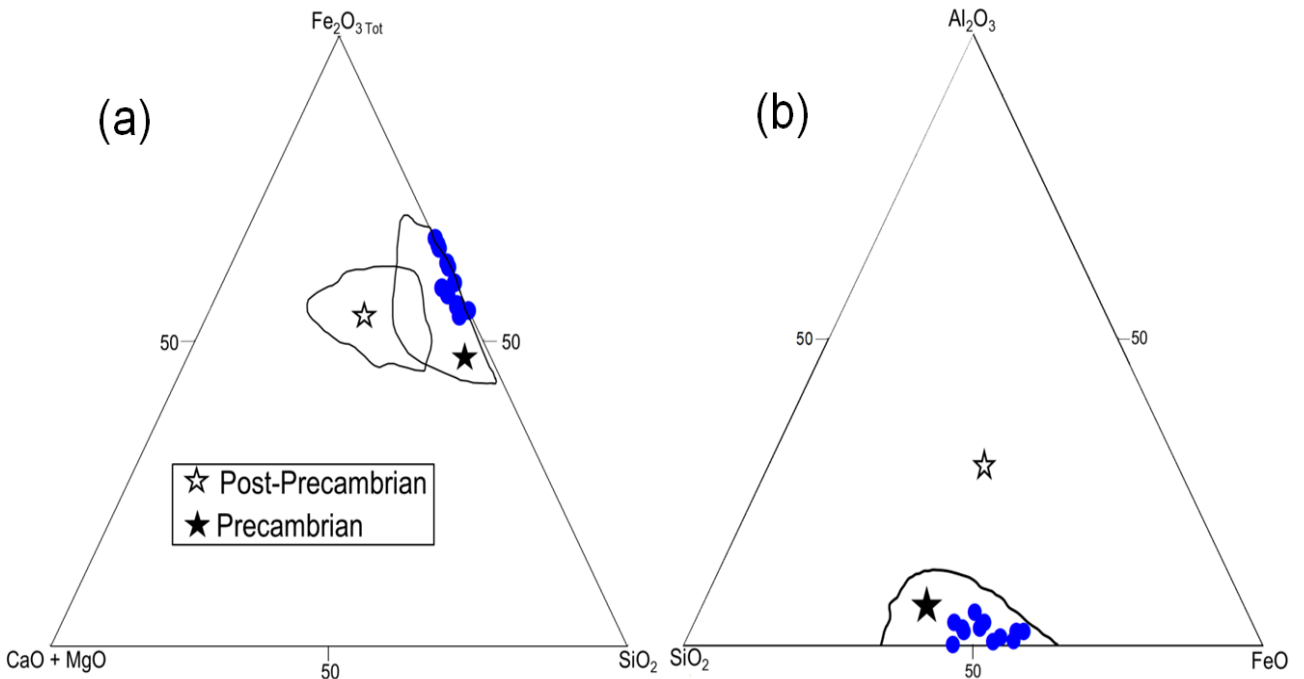 Fe₂O₃ Tot
(a)
50
50
☆ Post-Precambrian
★ Precambrian
CaO + MgO
50
SiO₂
Al₂O₃
(b)
50
50
SiO₂
50
FeO